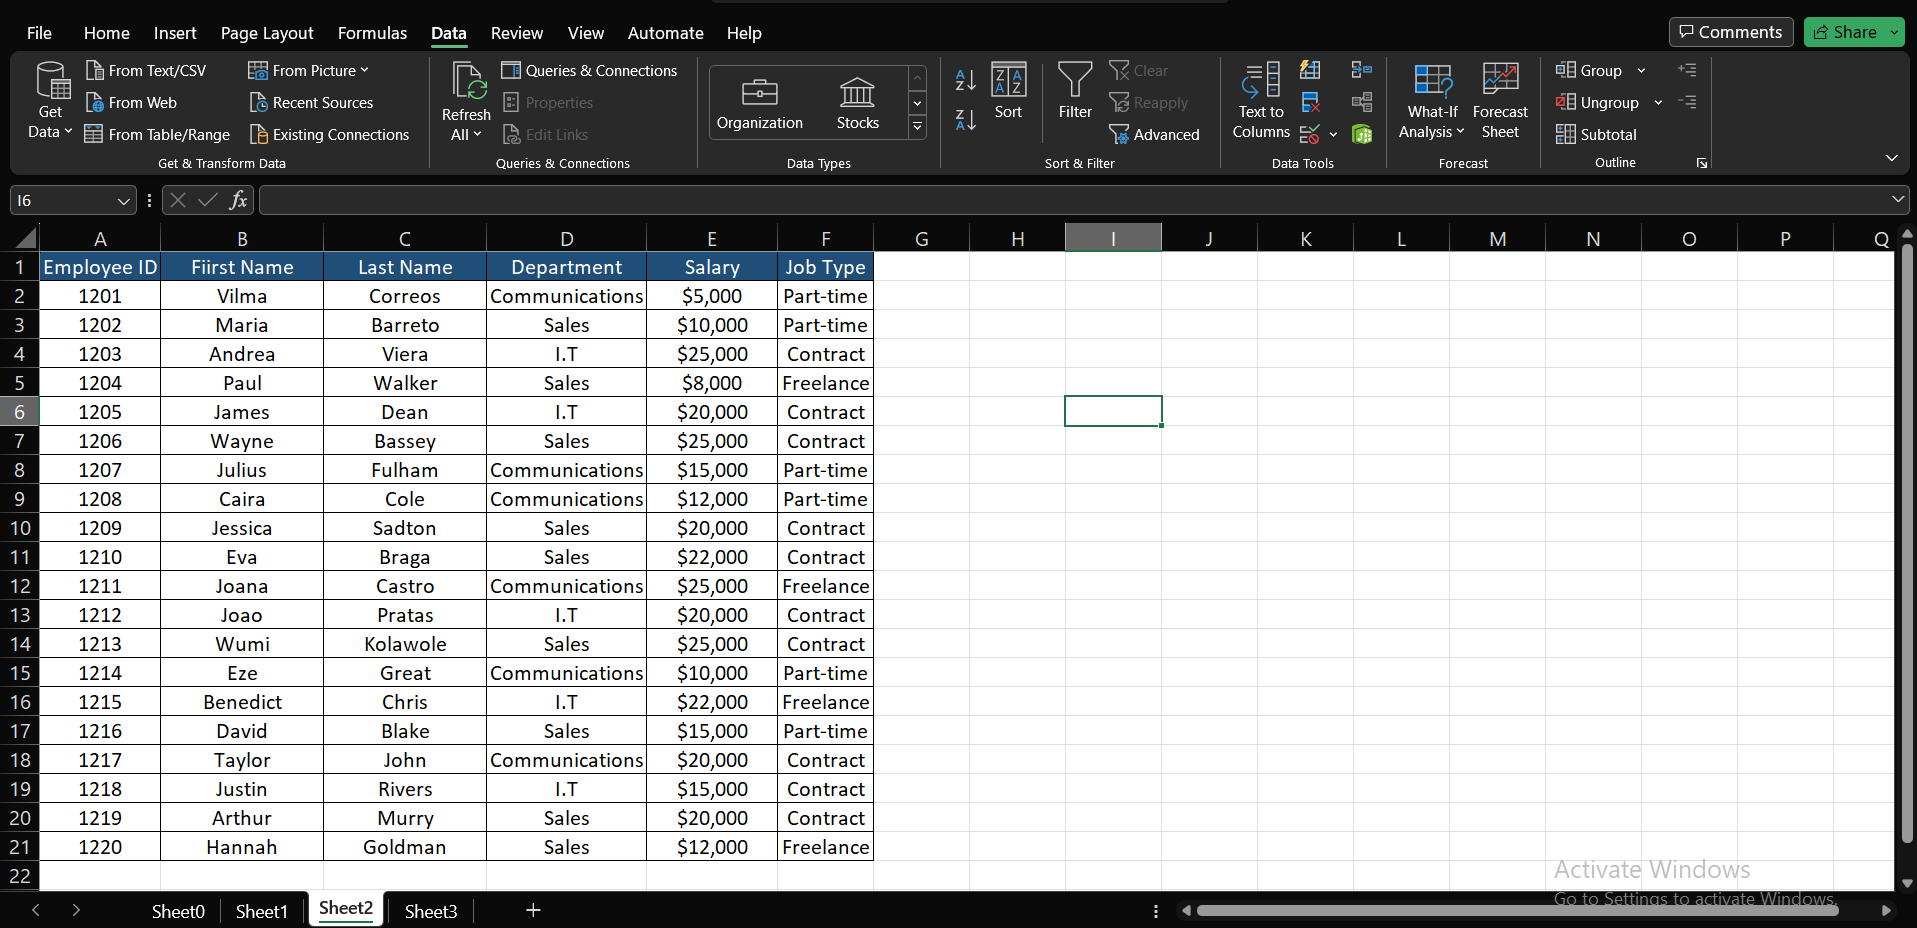 File Home Insert Page Layout Formulas Data Review View Automate Help Comments Share
From Text/CSV From Picture Queries & Connections Clear Group
Get Data From Web Recent Sources Refresh All Properties Organization Stocks Sort Filter Reapply Text to Columns What-If Analysis Forecast Sheet Ungroup
From Table/Range Existing Connections Edit Links Advanced Subtotal
Get & Transform Data Queries & Connections Data Types Sort & Filter Data Tools Forecast Outline
I6 fx
A B C D E F G H I J K L M N O P Q
1 Employee ID Fiirst Name Last Name Department Salary Job Type
2 1201 Vilma Correos Communications $5,000 Part-time
3 1202 Maria Barreto Sales $10,000 Part-time
4 1203 Andrea Viera I.T $25,000 Contract
5 1204 Paul Walker Sales $8,000 Freelance
6 1205 James Dean I.T $20,000 Contract
7 1206 Wayne Bassey Sales $25,000 Contract
8 1207 Julius Fulham Communications $15,000 Part-time
9 1208 Caira Cole Communications $12,000 Part-time
10 1209 Jessica Sadton Sales $20,000 Contract
11 1210 Eva Braga Sales $22,000 Contract
12 1211 Joana Castro Communications $25,000 Freelance
13 1212 Joao Pratas I.T $20,000 Contract
14 1213 Wumi Kolawole Sales $25,000 Contract
15 1214 Eze Great Communications $10,000 Part-time
16 1215 Benedict Chris I.T $22,000 Freelance
17 1216 David Blake Sales $15,000 Part-time
18 1217 Taylor John Communications $20,000 Contract
19 1218 Justin Rivers I.T $15,000 Contract
20 1219 Arthur Murry Sales $20,000 Contract
21 1220 Hannah Goldman Sales $12,000 Freelance
22
Activate Windows
Go to Settings to activate Windows.
Sheet0 Sheet1 Sheet2 Sheet3